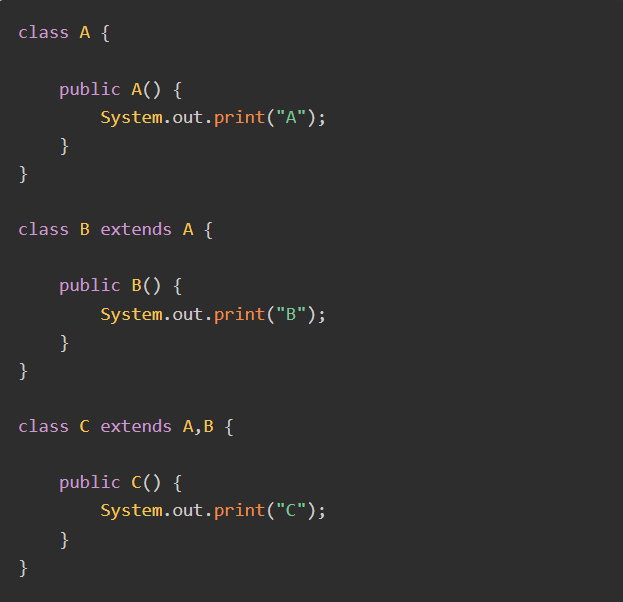 class A {
    public A() {
        System.out.print("A");
    }
}
class B extends A {
    public B() {
        System.out.print("B");
    }
}
class C extends A,B {
    public C() {
        System.out.print("C");
    }
}